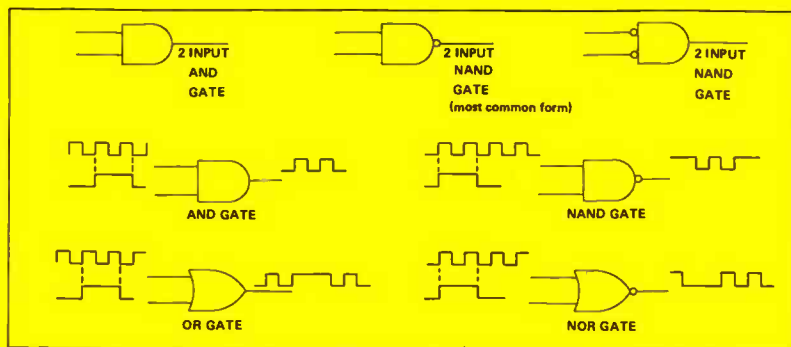 2 INPUT
AND
GATE
2 INPUT
NAND
GATE
(most common form)
2 INPUT
NAND
GATE
AND GATE
NAND GATE
OR GATE
NOR GATE